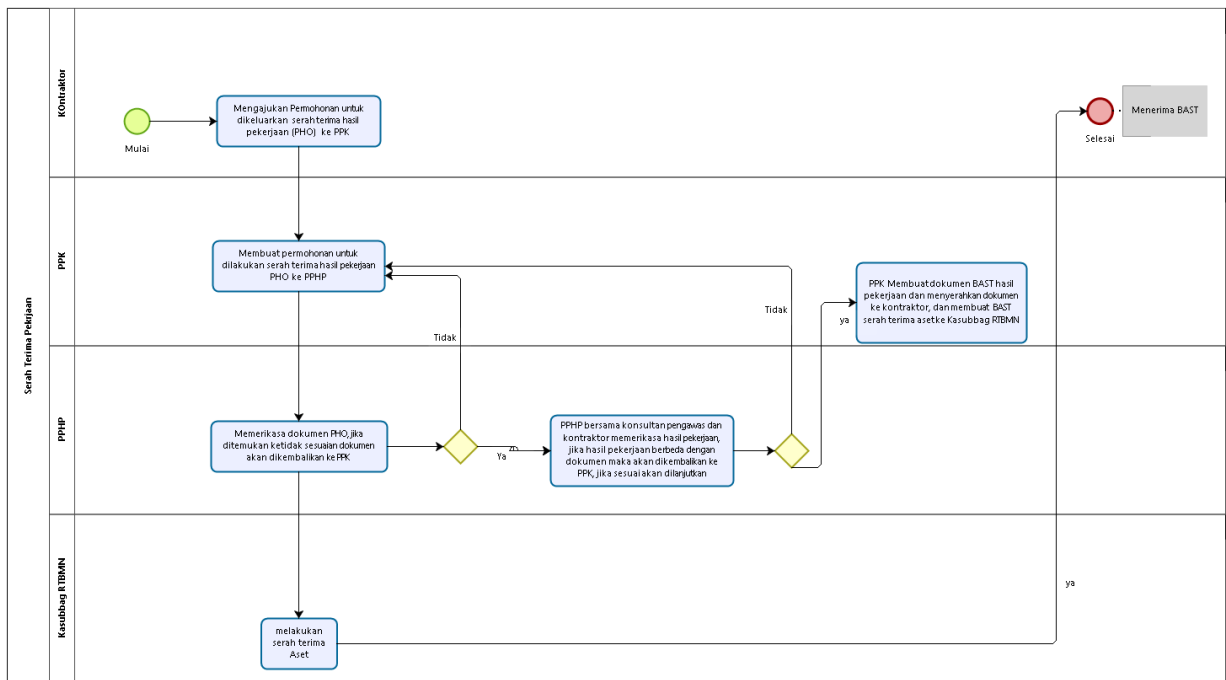 Serah Terima Pekrjaan
KOntraktor
Mulai
Mengajukan Permohonan untuk
dikeluarkan serah terima hasil
pekerjaan (PHO) ke PPK
Selesai
Menerima BAST
PPK
Membuat permohonan untuk
dilakukan serah terima hasil pekerjaan
PHO ke PPHP
Tidak
Tidak
ya
PPK Membuat dokumen BAST hasil
pekerjaan dan menyerahkan dokumen
ke kontraktor, dan membuat BAST
serah terima aset ke Kasubbag RTBMN
PPHP
Memerikasa dokumen PHO, jika
ditemukan ketidak sesuaian dokumen
akan dikembalikan ke PPK
Ya
PPHP bersama konsultan pengawas dan
kontraktor memerikasa hasil pekerjaan,
jika hasil pekerjaan berbeda dengan
dokumen maka akan dikembalikan ke
PPK, jika sesuai akan dilanjutkan
Kasubbag RTBMN
melakukan
serah terima
Aset
ya